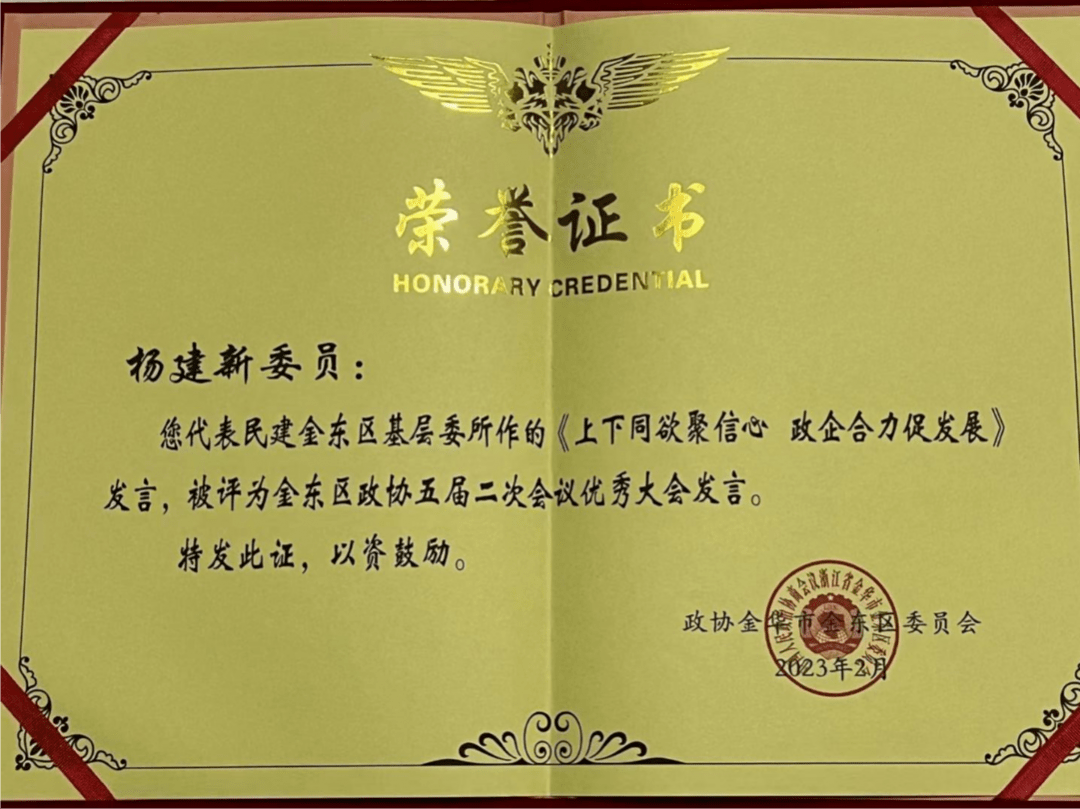 荣誉证书
HONORARY CREDENTIAL
杨建新委员：
您代表民建金东区基层委所作的《上下同欲聚信心 政企合力促发展》
发言，被评为金东区政协五届二次会议优秀大会发言。
特发此证，以资鼓励。
政协金华市金东区委员会
2023年2月